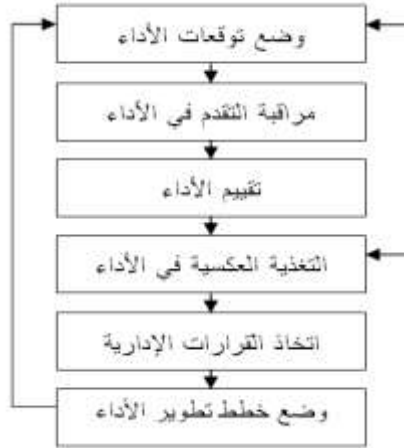 وضع توقعات الأداء
مراقبة التقدم في الأداء
تقييم الأداء
التغذية العكسية في الأداء
اتخاذ القرارات الإدارية
وضع خطط تطوير الأداء